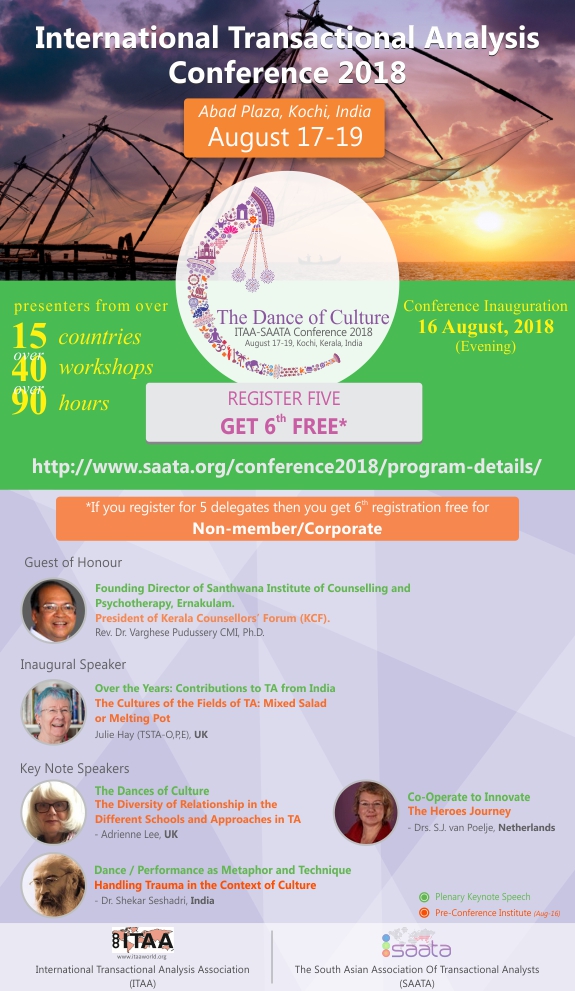 International Transactional Analysis
Conference 2018
Abad Plaza, Kochi, India
August 17-19
The Dance of Culture
ITAA-SAATA Conference 2018
August 17-19, Kochi, Kerala, India
presenters from over
15 countries
over
40 workshops
over
90 hours
Conference Inauguration
16 August, 2018
(Evening)
REGISTER FIVE
GET 6th FREE*
http://www.saata.org/conference2018/program-details/
*If you register for 5 delegates then you get 6th registration free for
Non-member/Corporate
Guest of Honour
Founding Director of Santhwana Institute of Counselling and
Psychotherapy, Ernakulam.
President of Kerala Counsellors' Forum (KCF).
Rev. Dr. Varghese Pudussery CMI, Ph.D.
Inaugural Speaker
Over the Years: Contributions to TA from India
The Cultures of the Fields of TA: Mixed Salad
or Melting Pot
Julie Hay (TSTA-O,P,E), UK
Key Note Speakers
The Dances of Culture
The Diversity of Relationship in the
Different Schools and Approaches in TA
- Adrienne Lee, UK
Co-Operate to Innovate
The Heroes Journey
- Drs. S.J. van Poelje, Netherlands
Dance / Performance as Metaphor and Technique
Handling Trauma in the Context of Culture
- Dr. Shekar Seshadri, India
Plenary Keynote Speech
Pre-Conference Institute (Aug-16)
ITAA
www.itaaworld.org
International Transactional Analysis Association
(ITAA)
saata
The South Asian Association Of Transactional Analysts
(SAATA)